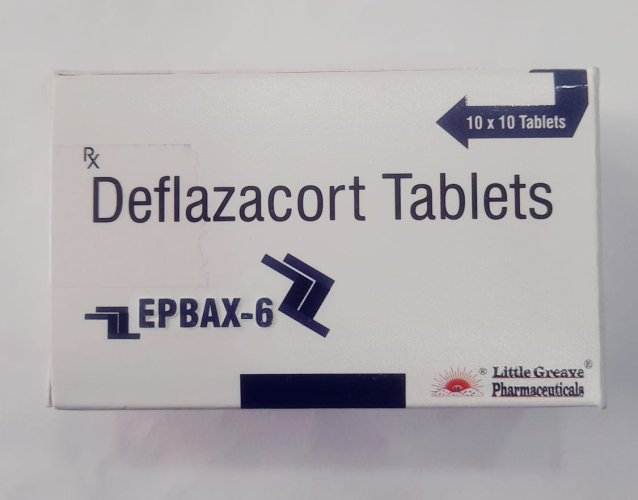 10 x 10 Tablets
Rx
Deflazacort Tablets
EPBAX-6
® Little Greave®
Pharmaceuticals